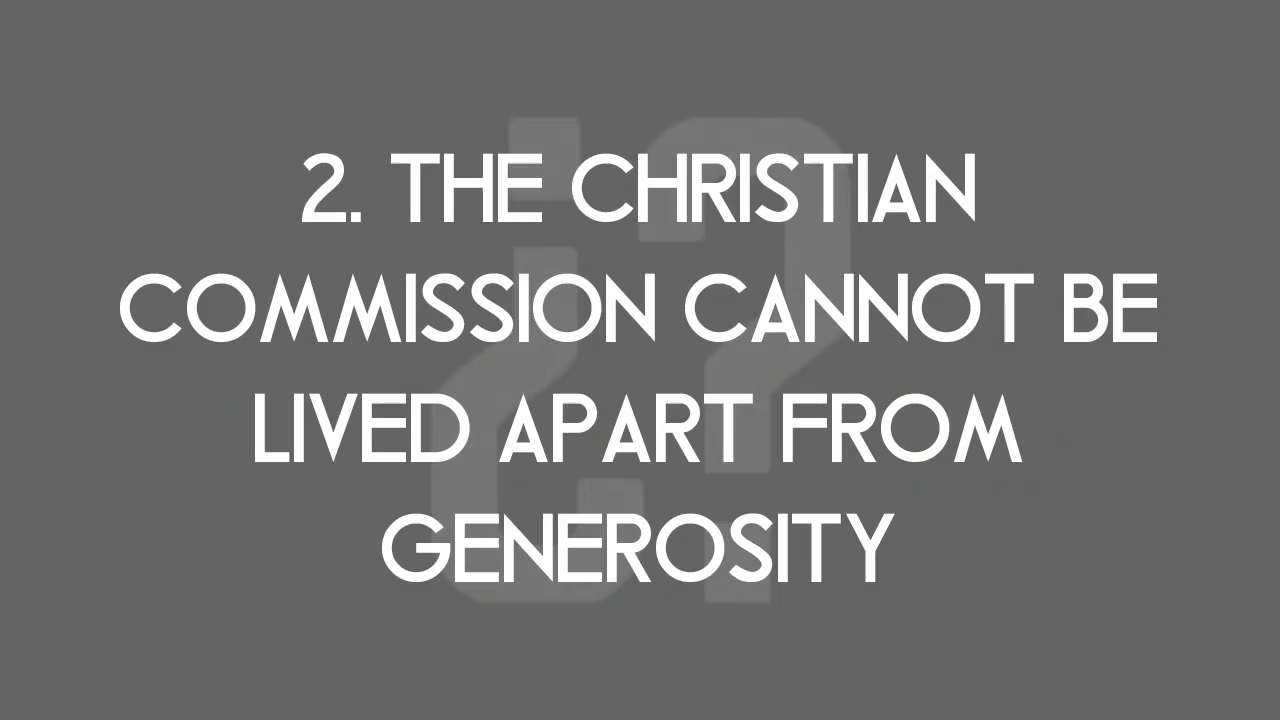 2. THE CHRISTIAN
COMMISSION CANNOT BE
LIVED APART FROM
GENEROSITY
¿?